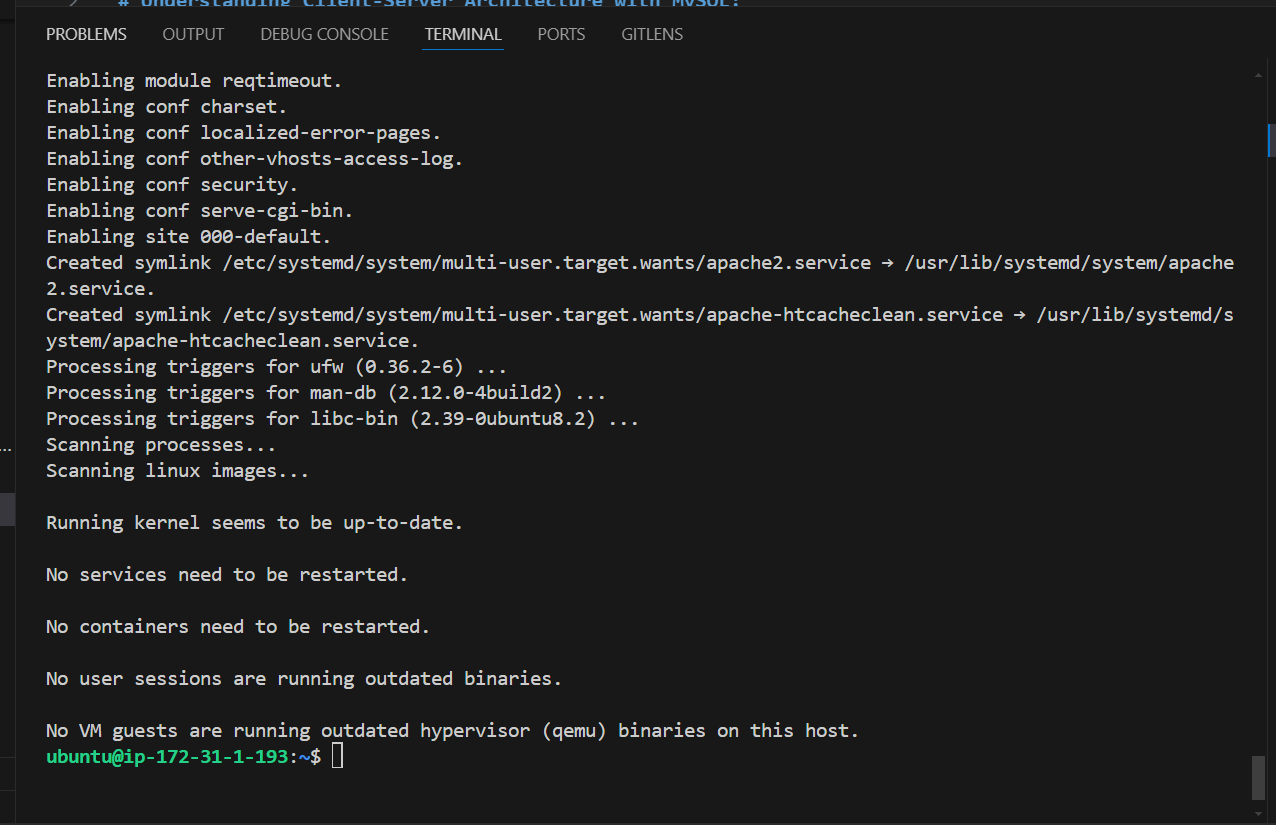 # Understanding Client-Server Architecture with MySQL:
PROBLEMS OUTPUT DEBUG CONSOLE TERMINAL PORTS GITLENS
Enabling module reqtimeout.
Enabling conf charset.
Enabling conf localized-error-pages.
Enabling conf other-vhosts-access-log.
Enabling conf security.
Enabling conf serve-cgi-bin.
Enabling site 000-default.
Created symlink /etc/systemd/system/multi-user.target.wants/apache2.service → /usr/lib/systemd/system/apache
2.service.
Created symlink /etc/systemd/system/multi-user.target.wants/apache-htcacheclean.service → /usr/lib/systemd/s
ystem/apache-htcacheclean.service.
Processing triggers for ufw (0.36.2-6) ...
Processing triggers for man-db (2.12.0-4build2) ...
Processing triggers for libc-bin (2.39-0ubuntu8.2) ...
Scanning processes...
Scanning linux images...
Running kernel seems to be up-to-date.
No services need to be restarted.
No containers need to be restarted.
No user sessions are running outdated binaries.
No VM guests are running outdated hypervisor (qemu) binaries on this host.
ubuntu@ip-172-31-1-193:~$